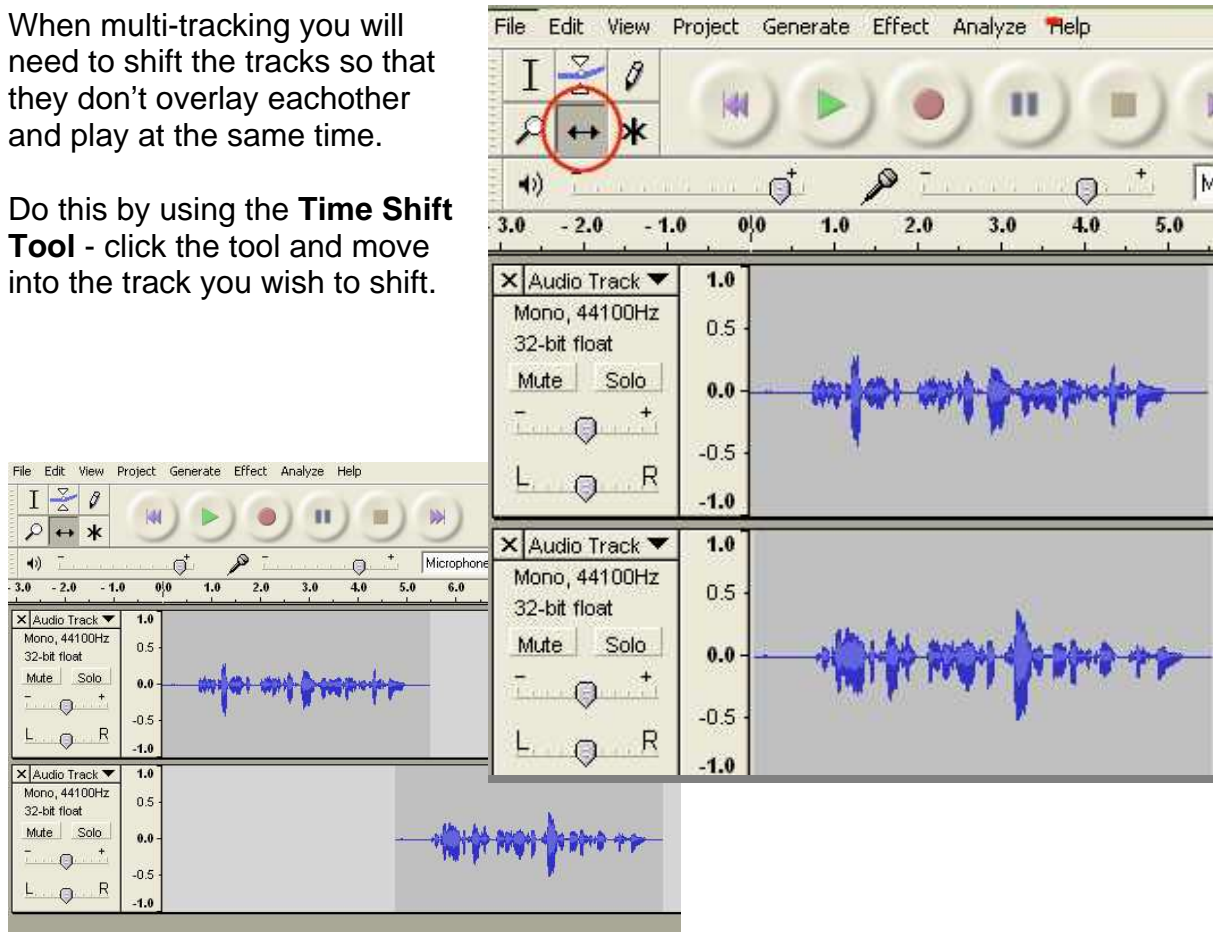 When multi-tracking you will
need to shift the tracks so that
they don't overlay eachother
and play at the same time.
Do this by using the Time Shift
Tool - click the tool and move
into the track you wish to shift.
File Edit View Project Generate Effect Analyze Help
- +
- +
M
3.0 - 2.0 - 1.0 0,0 1.0 2.0 3.0 4.0 5.0
X Audio Track
Mono, 44100Hz
32-bit float
Mute Solo
- +
L R
1.0
0.5
0.0
-0.5
-1.0
X Audio Track
Mono, 44100Hz
32-bit float
Mute Solo
- +
L R
1.0
0.5
0.0
-0.5
-1.0
File Edit View Project Generate Effect Analyze Help
- +
- +
Microphone
- 3.0 - 2.0 - 1.0 0,0 1.0 2.0 3.0 4.0 5.0 6.0
X Audio Track
Mono, 44100Hz
32-bit float
Mute Solo
- +
L R
1.0
0.5
0.0
-0.5
-1.0
X Audio Track
Mono, 44100Hz
32-bit float
Mute Solo
- +
L R
1.0
0.5
0.0
-0.5
-1.0